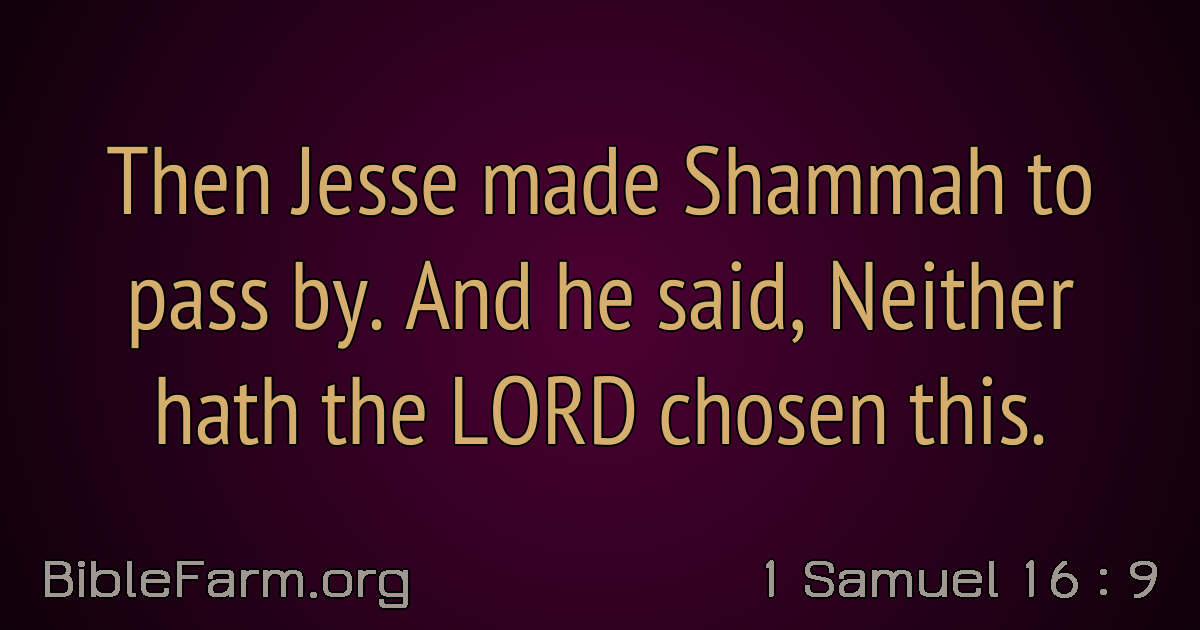 Then Jesse made Shammah to
pass by. And he said, Neither
hath the LORD chosen this.
BibleFarm.org
1 Samuel 16 : 9